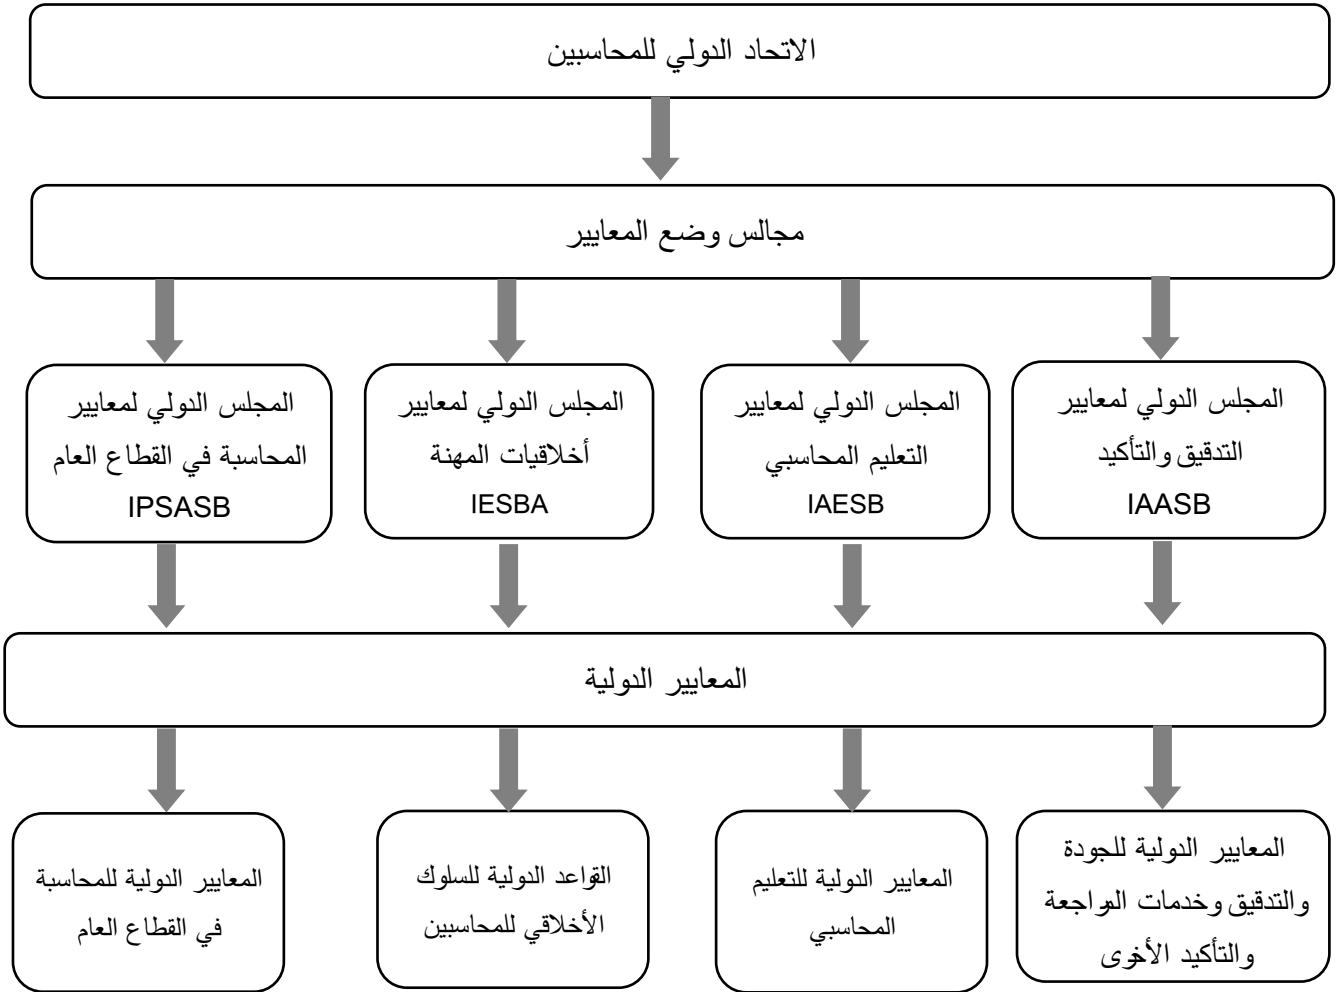 الاتحاد الدولي للمحاسبين
مجالس وضع المعايير
المجلس الدولي لمعايير
التدقيق والتأكيد
IAASB
المجلس الدولي لمعايير
التعليم المحاسبي
IAESB
المجلس الدولي لمعايير
أخلاقيات المهنة
IESBA
المجلس الدولي لمعايير
المحاسبة في القطاع العام
IPSASB
المعايير الدولية
المعايير الدولية للجودة
والتدقيق وخدمات المراجعة
والتأكيد الأخرى
المعايير الدولية للتعليم
المحاسبي
القواعد الدولية للسلوك
الأخلاقي للمحاسبين
المعايير الدولية للمحاسبة
في القطاع العام